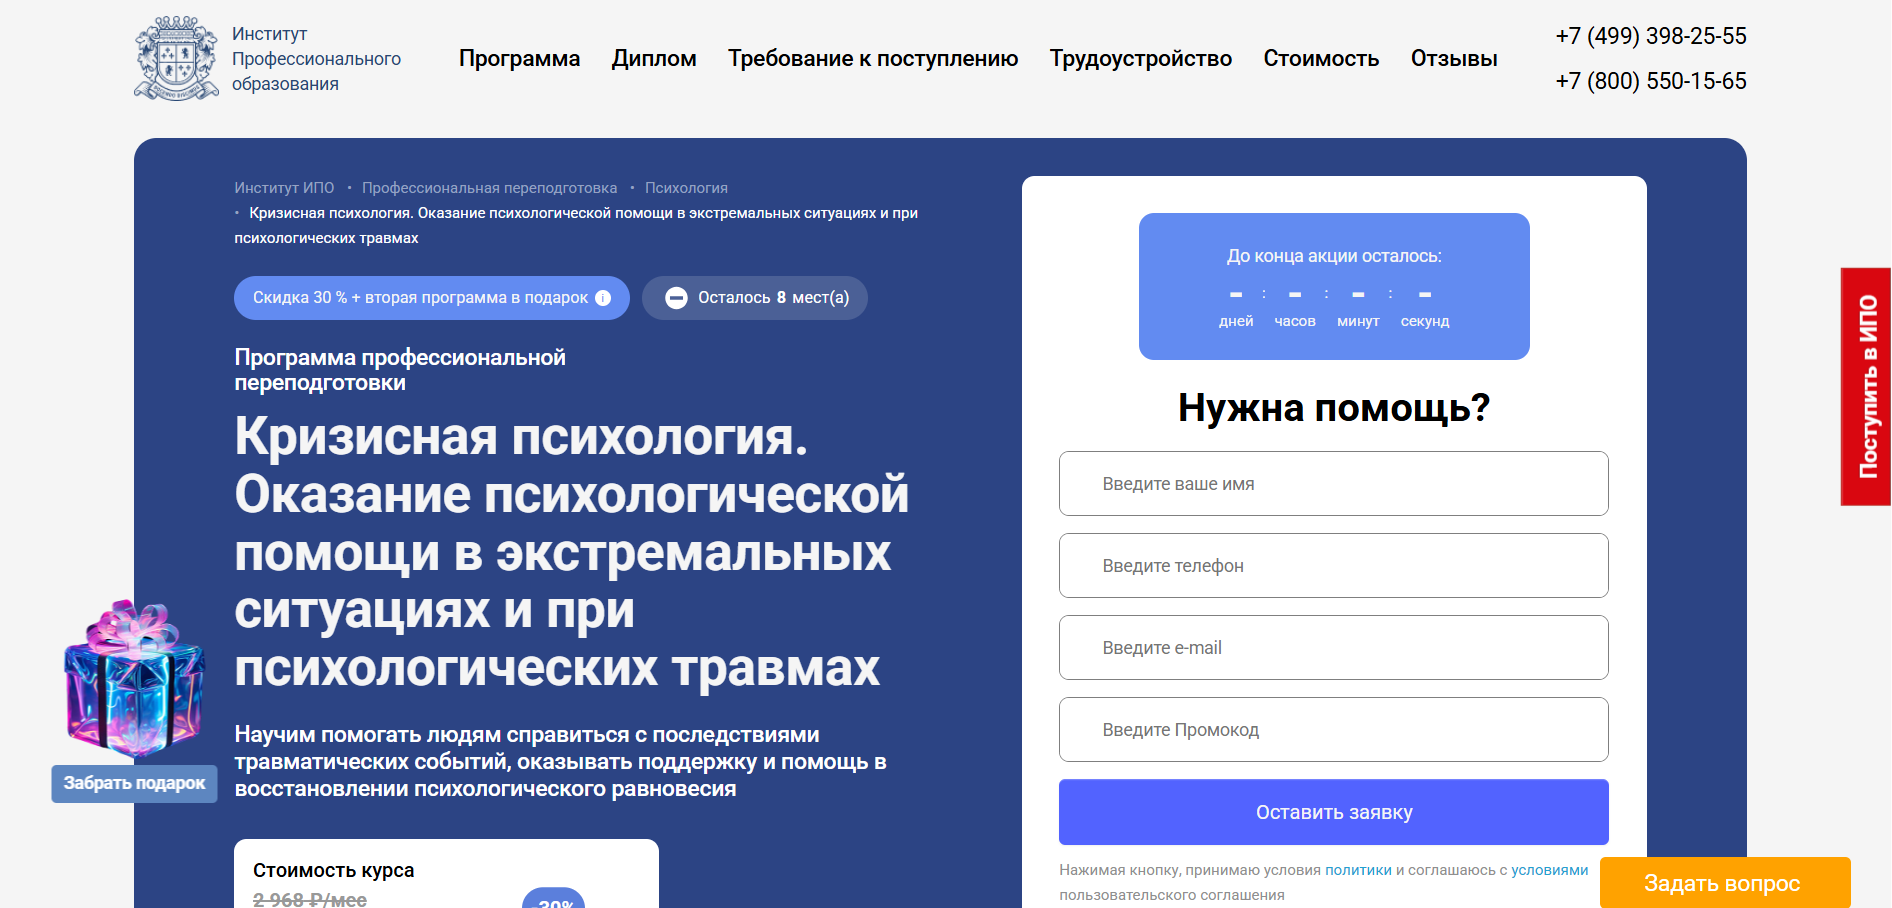 Институт
Профессионального
образования
Программа
Диплом
Требование к поступлению
Трудоустройство
Стоимость
Отзывы
+7 (499) 398-25-55
+7 (800) 550-15-65
Институт ИПО • Профессиональная переподготовка • Психология
• Кризисная психология. Оказание психологической помощи в экстремальных ситуациях и при
психологических травмах
Скидка 30 % + вторая программа в подарок i
Осталось 8 мест(а)
Программа профессиональной
переподготовки
Кризисная психология.
Оказание психологической
помощи в экстремальных
ситуациях и при
психологических травмах
Научим помогать людям справиться с последствиями
травматических событий, оказывать поддержку и помощь в
восстановлении психологического равновесия
Стоимость курса
2 968 ₽/мес
-30%
Забрать подарок
До конца акции осталось:
- : - : - : -
дней часов минут секунд
Нужна помощь?
Введите ваше имя
Введите телефон
Введите e-mail
Введите Промокод
Оставить заявку
Нажимая кнопку, принимаю условия политики и соглашаюсь с условиями
пользовательского соглашения
Поступить в ИПО
Задать вопрос